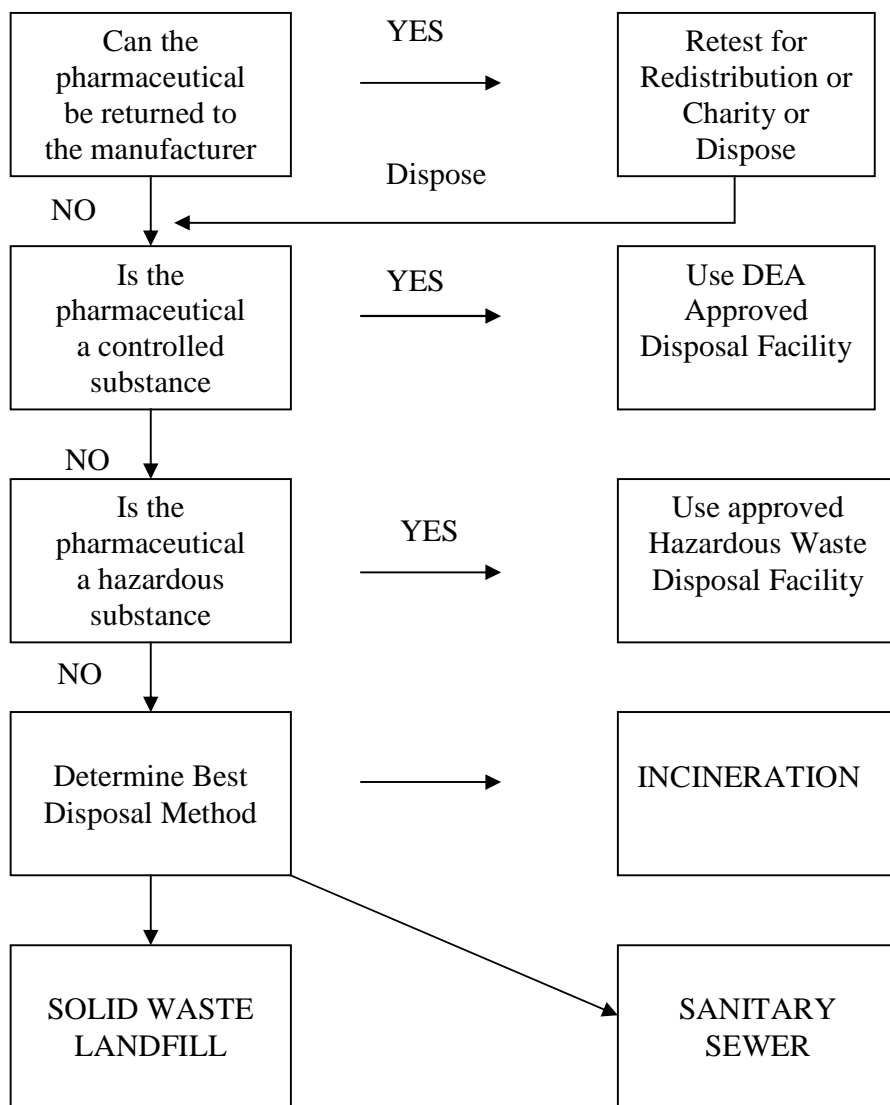 Can the
pharmaceutical
be returned to
the manufacturer
YES
Retest for
Redistribution or
Charity or
Dispose
Dispose
NO
Is the
pharmaceutical
a controlled
substance
YES
Use DEA
Approved
Disposal Facility
NO
Is the
pharmaceutical
a hazardous
substance
YES
Use approved
Hazardous Waste
Disposal Facility
NO
Determine Best
Disposal Method
INCINERATION
SOLID WASTE
LANDFILL
SANITARY
SEWER